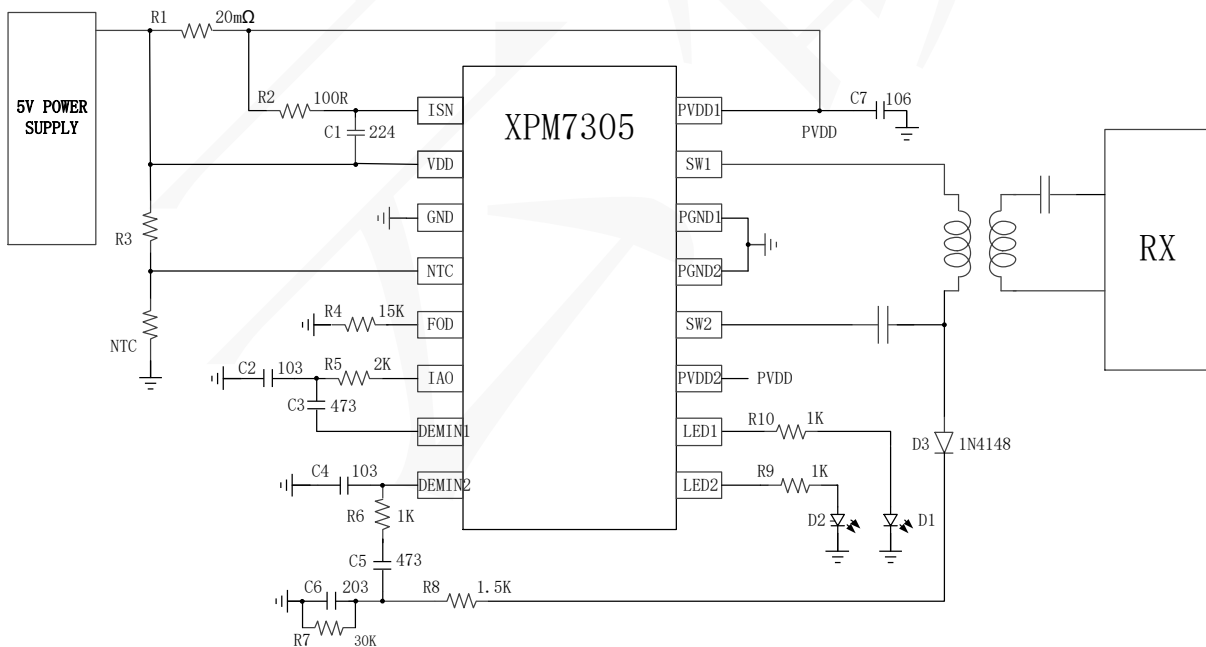 R1 20mΩ
5V POWER
SUPPLY
R2 100R
C1 224
R3
NTC
ISN
VDD
GND
NTC
FOD
IAO
DEMIN1
DEMIN2
XPM7305
PVDD1
SW1
PGND1
PGND2
SW2
PVDD2
LED1
LED2
C7 106
PVDD
RX
R4 15K
C2 103 R5 2K
C3 473
PVDD
R10 1K
D3 1N4148
C4 103
R9 1K
R6 1K
D2 D1
C5 473
C6 203 R8 1.5K
R7 30K